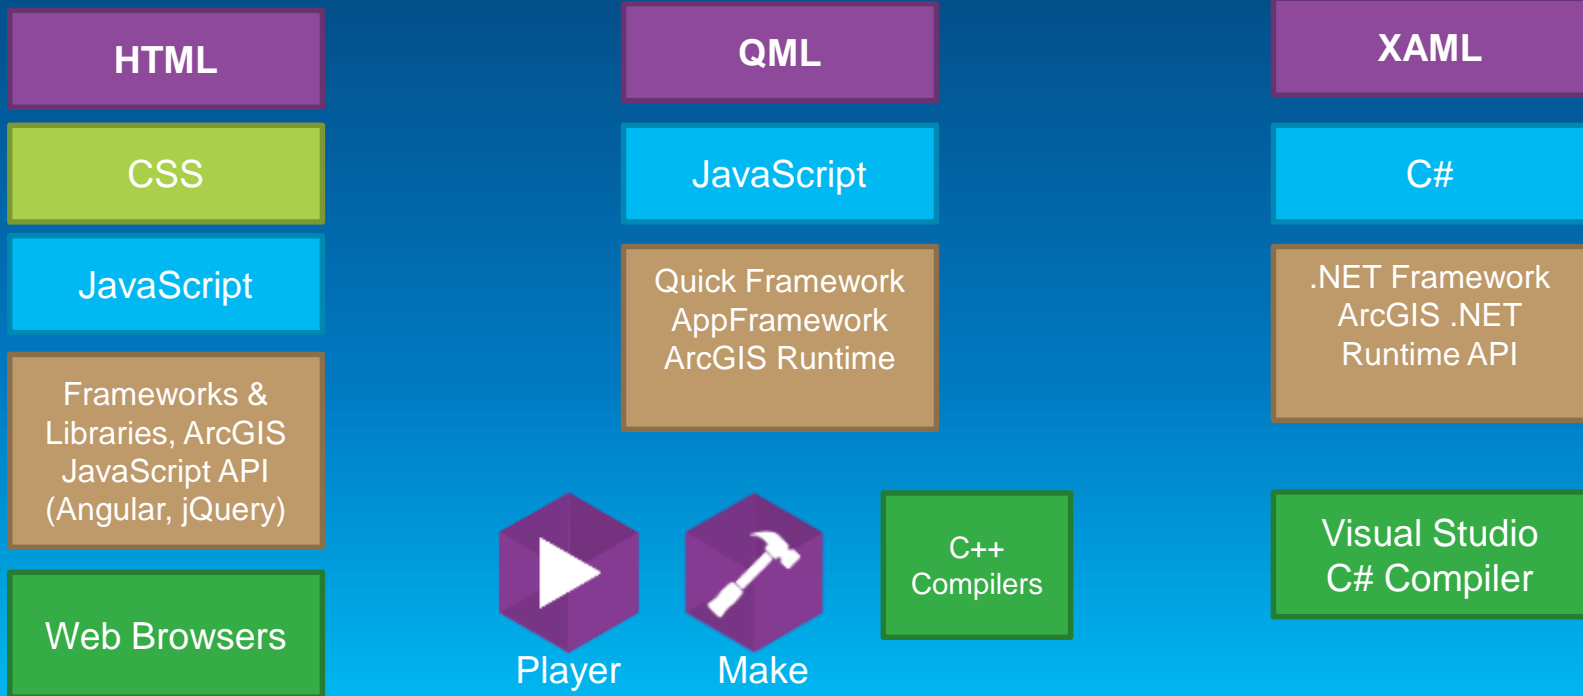 HTML
CSS
JavaScript
Frameworks &
Libraries, ArcGIS
JavaScript API
(Angular, jQuery)
Web Browsers
QML
JavaScript
Quick Framework
AppFramework
ArcGIS Runtime
Player
Make
C++
Compilers
XAML
C#
.NET Framework
ArcGIS .NET
Runtime API
Visual Studio
C# Compiler